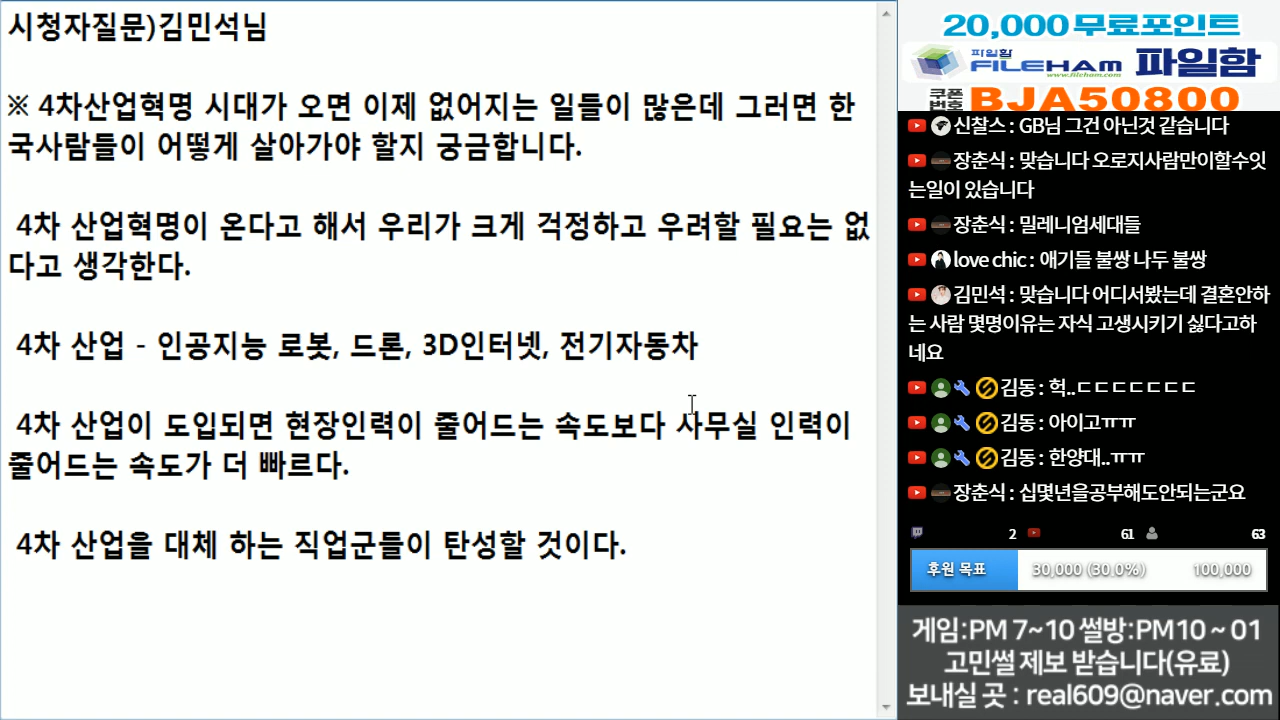 시청자질문)김민석님
※ 4차산업혁명 시대가 오면 이제 없어지는 일들이 많은데 그러면 한
국사람들이 어떻게 살아가야 할지 궁금합니다.
4차 산업혁명이 온다고 해서 우리가 크게 걱정하고 우려할 필요는 없
다고 생각한다.
4차 산업 - 인공지능 로봇, 드론, 3D인터넷, 전기자동차
4차 산업이 도입되면 현장인력이 줄어드는 속도보다 사무실 인력이
줄어드는 속도가 더 빠르다.
4차 산업을 대체 하는 직업군들이 탄성할 것이다.
20,000 무료포인트
파일함
FILEHAM
www.fileham.com
파일함
쿠폰
번호
BJA50800
신찰스 : GB님 그건 아닌것 같습니다
장춘식 : 맞습니다 오로지사람만이할수잇
는일이 있습니다
장춘식 : 밀레니엄세대들
love chic : 애기들 불쌍 나두 불쌍
김민석 : 맞습니다 어디서봤는데 결혼안하
는 사람 몇명이유는 자식 고생시키기 싫다고하
네요
김동 : 헉..ㄷㄷㄷㄷㄷㄷㄷ
김동 : 아이고ㅠㅠ
김동 : 한양대..ㅠㅠ
장춘식 : 십몇년을공부해도안되는군요
2 61 63
후원 목표 30,000 (30.0%) 100,000
게임:PM 7~10 썰방:PM10 ~ 01
고민썰 제보 받습니다(유료)
보내실 곳 : real609@naver.com